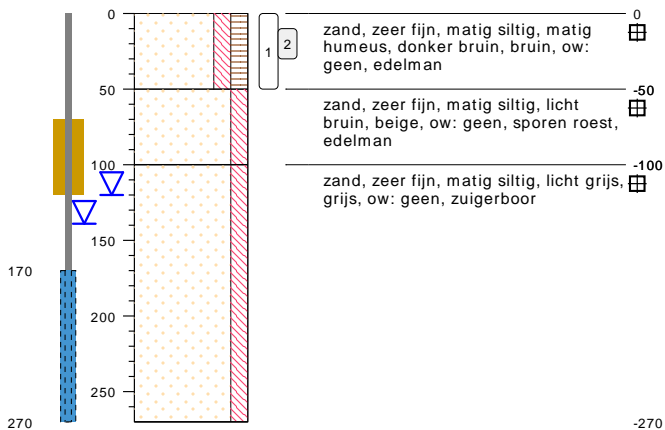 0
50
100
150
200
250
170
270
1
2
zand, zeer fijn, matig siltig, matig
humeus, donker bruin, bruin, ow:
geen, edelman
zand, zeer fijn, matig siltig, licht
bruin, beige, ow: geen, sporen roest,
edelman
zand, zeer fijn, matig siltig, licht grijs,
grijs, ow: geen, zuigerboor
0
-50
-100
-270